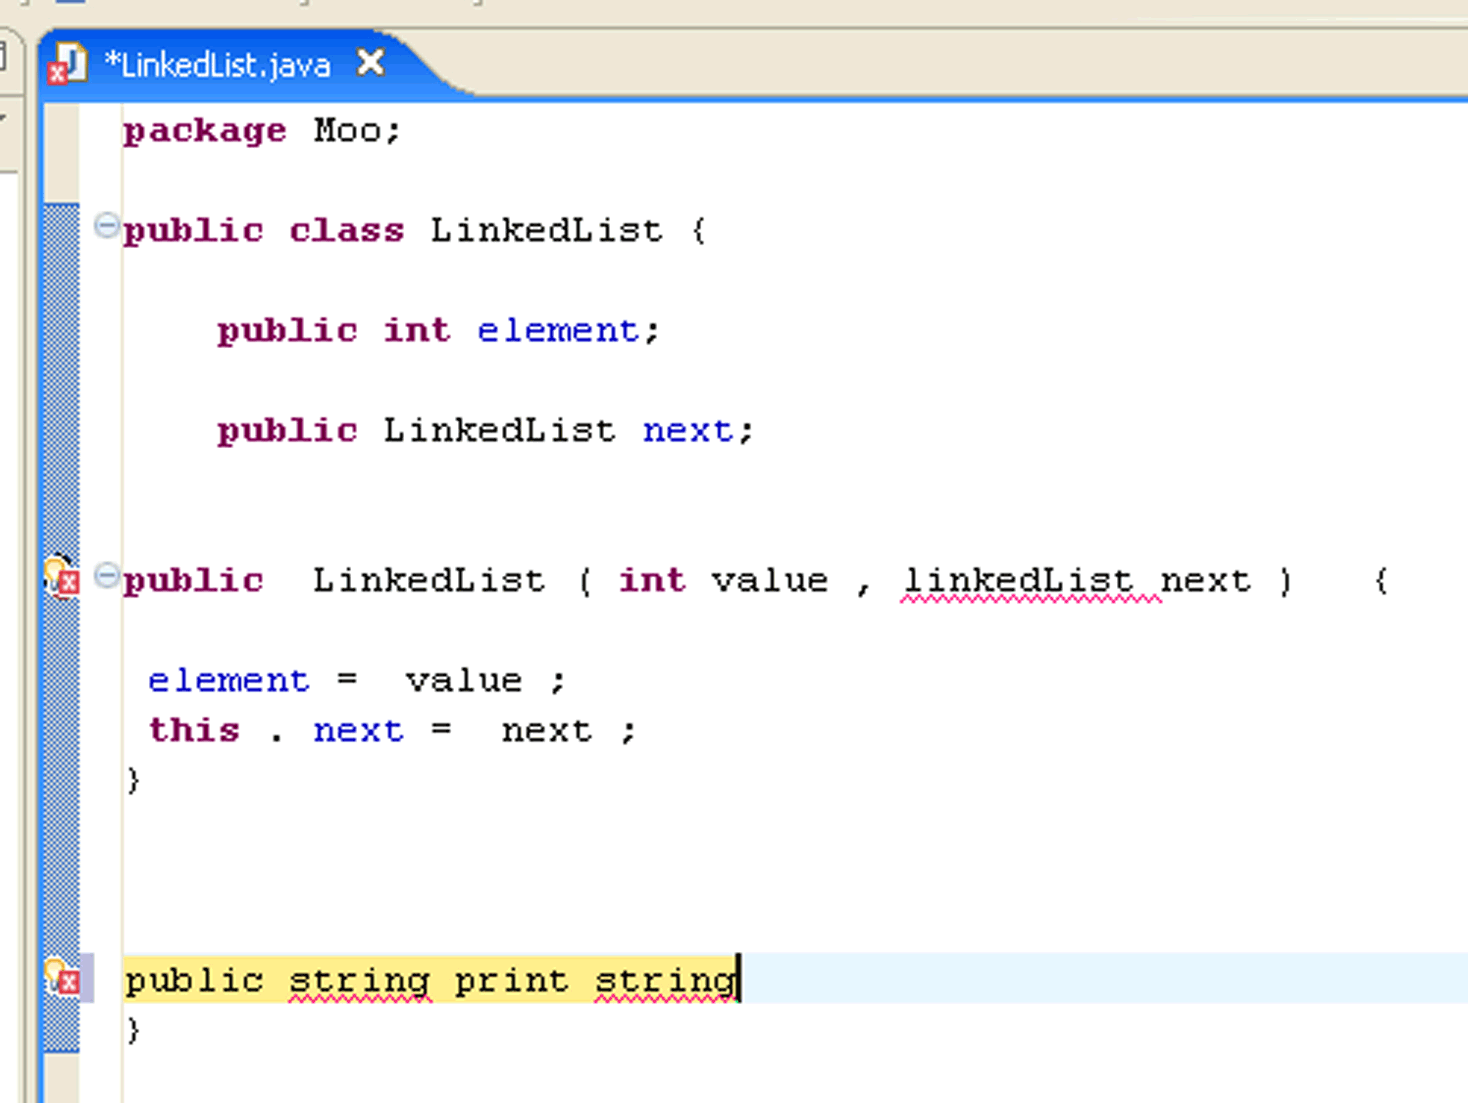 *LinkedList.java
package Moo;
public class LinkedList {
public int element;
public LinkedList next;
public LinkedList ( int value , linkedList next ) {
element = value ;
this . next = next ;
}
public string print string
}